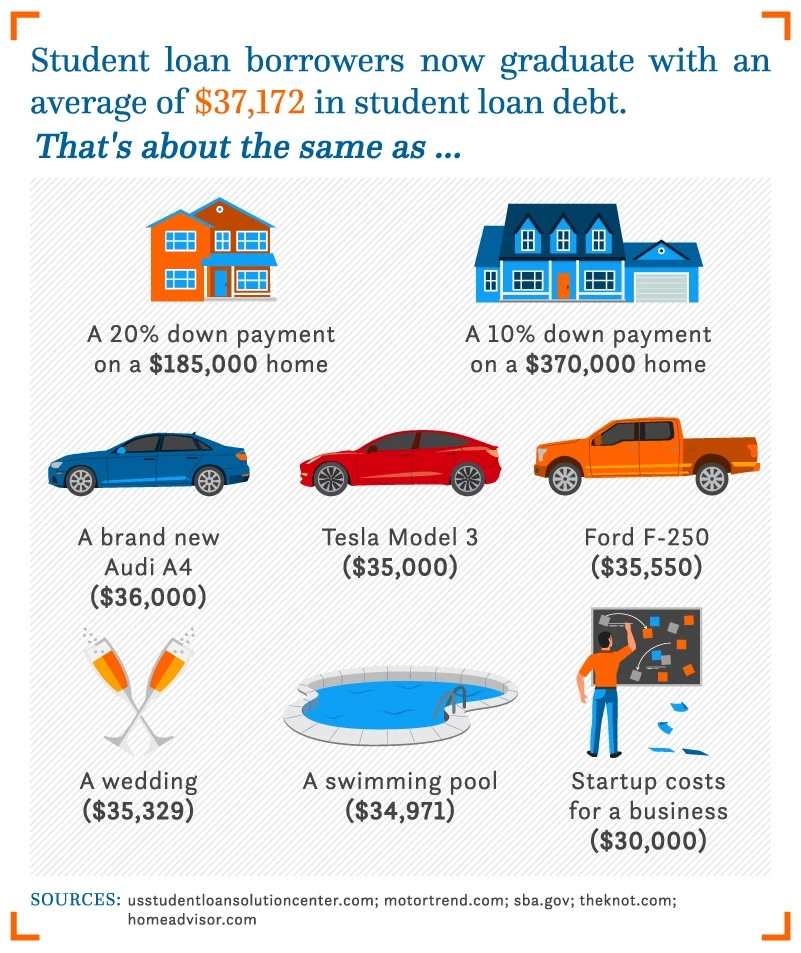 Student loan borrowers now graduate with an
average of $37,172 in student loan debt.
That's about the same as ...
A 20% down payment
on a $185,000 home
A 10% down payment
on a $370,000 home
A brand new
Audi A4
($36,000)
Tesla Model 3
($35,000)
Ford F-250
($35,550)
A wedding
($35,329)
A swimming pool
($34,971)
Startup costs
for a business
($30,000)
SOURCES: usstudentloansolutioncenter.com; motortrend.com; sba.gov; theknot.com;
homeadvisor.com